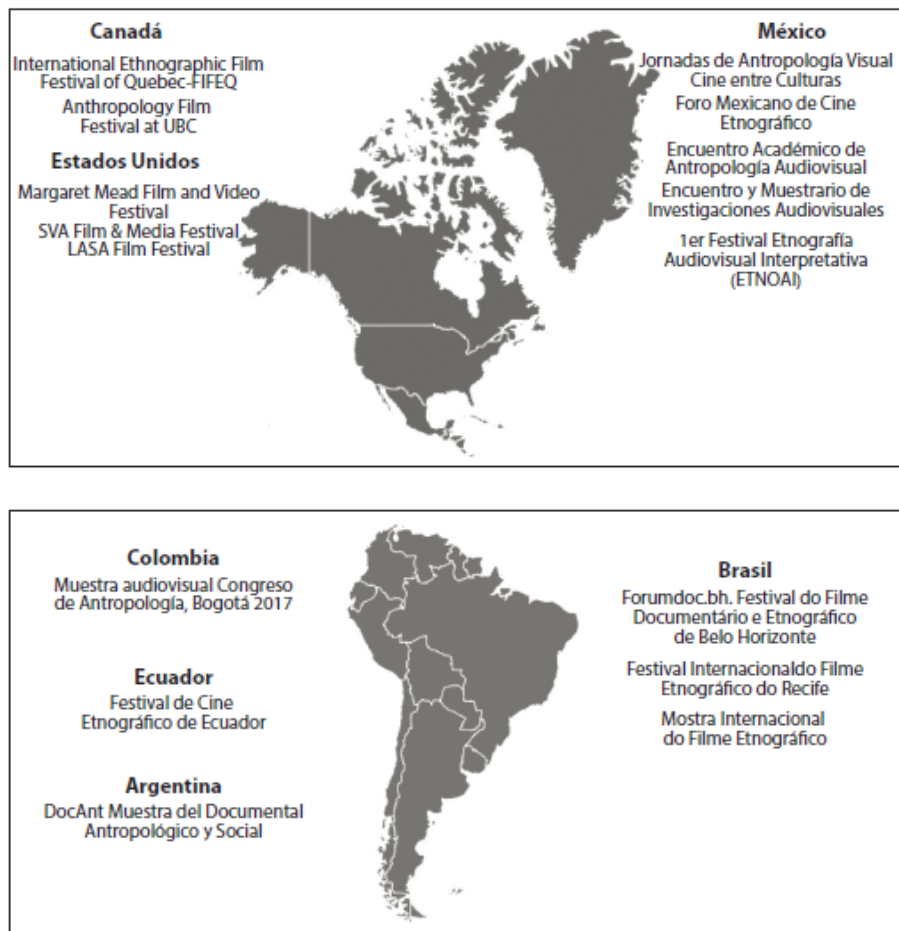 Canadá
International Ethnographic Film
Festival of Quebec-FIFEQ
Anthropology Film
Festival at UBC
Estados Unidos
Margaret Mead Film and Video
Festival
SVA Film & Media Festival
LASA Film Festival
México
Jornadas de Antropología Visual
Cine entre Culturas
Foro Mexicano de Cine
Etnográfico
Encuentro Académico de
Antropología Audiovisual
Encuentro y Muestrario de
Investigaciones Audiovisuales
1er Festival Etnografía
Audiovisual Interpretativa
(ETNOAI)
Colombia
Muestra audiovisual Congreso
de Antropología, Bogotá 2017
Ecuador
Festival de Cine
Etnográfico de Ecuador
Argentina
DocAnt Muestra del Documental
Antropológico y Social
Brasil
Forumdoc.bh. Festival do Filme
Documentário e Etnográfico
de Belo Horizonte
Festival Internacionaldo Filme
Etnográfico do Recife
Mostra Internacional
do Filme Etnográfico